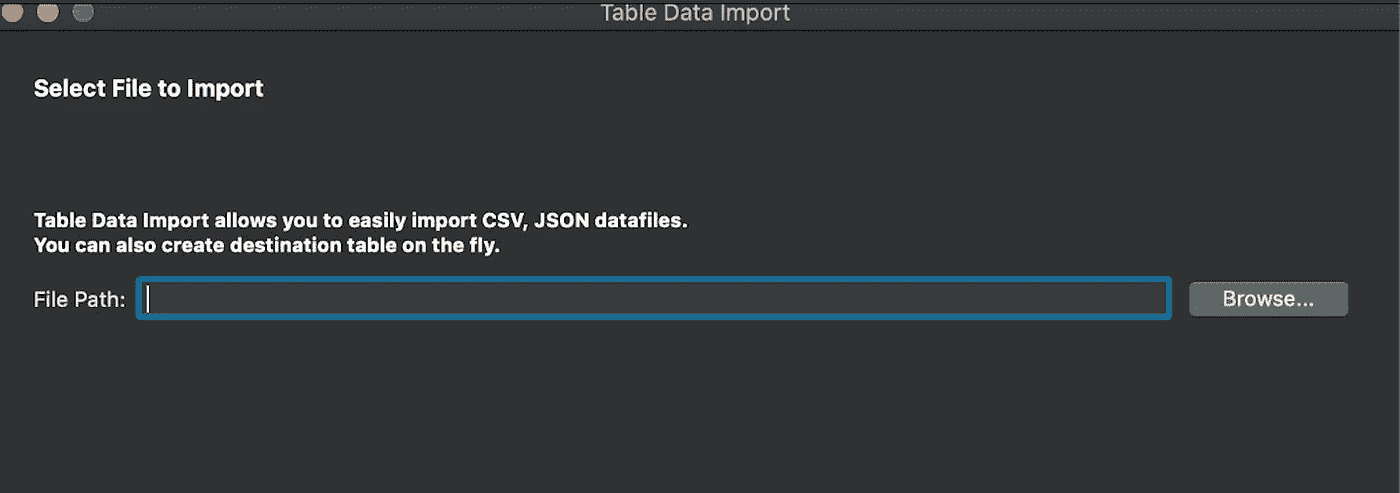 Table Data Import
Select File to Import
Table Data Import allows you to easily import CSV, JSON datafiles.
You can also create destination table on the fly.
File Path:
Browse...